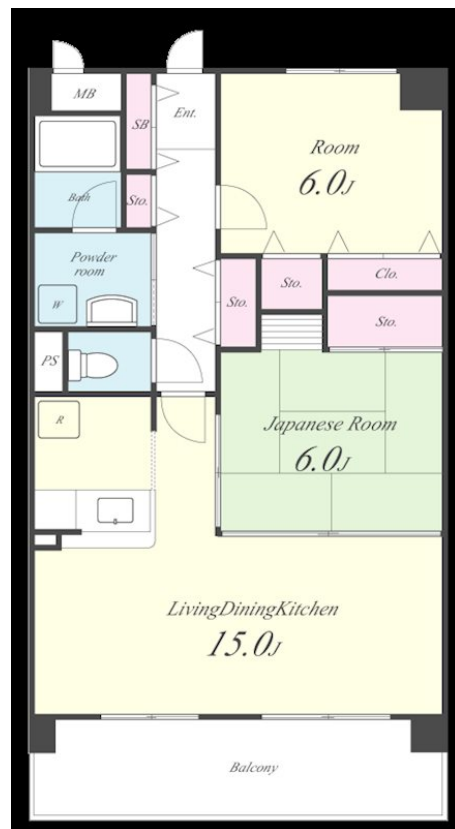 MB
Ent.
SB
Room
6.0J
Bath
Sto.
Powder
room
W
Sto.
Sto.
Clo.
Sto.
PS
R
Japanese Room
6.0J
LivingDiningKitchen
15.0J
Balcony